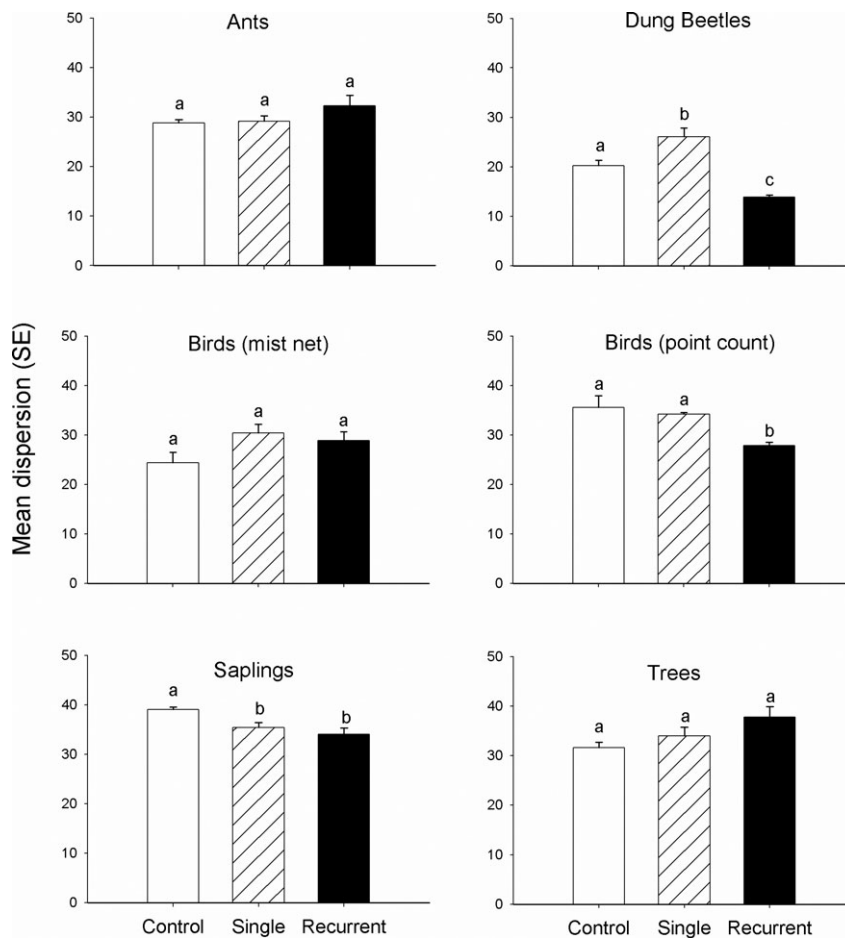 Ants
50
40
30
20
10
0
a a a
Dung Beetles
50
40
30
20
10
0
a b c
Mean dispersion (SE)
Birds (mist net)
50
40
30
20
10
0
a a a
Birds (point count)
50
40
30
20
10
0
a a b
Saplings
50
40
30
20
10
0
a b b
Control Single Recurrent
Trees
50
40
30
20
10
0
a a a
Control Single Recurrent